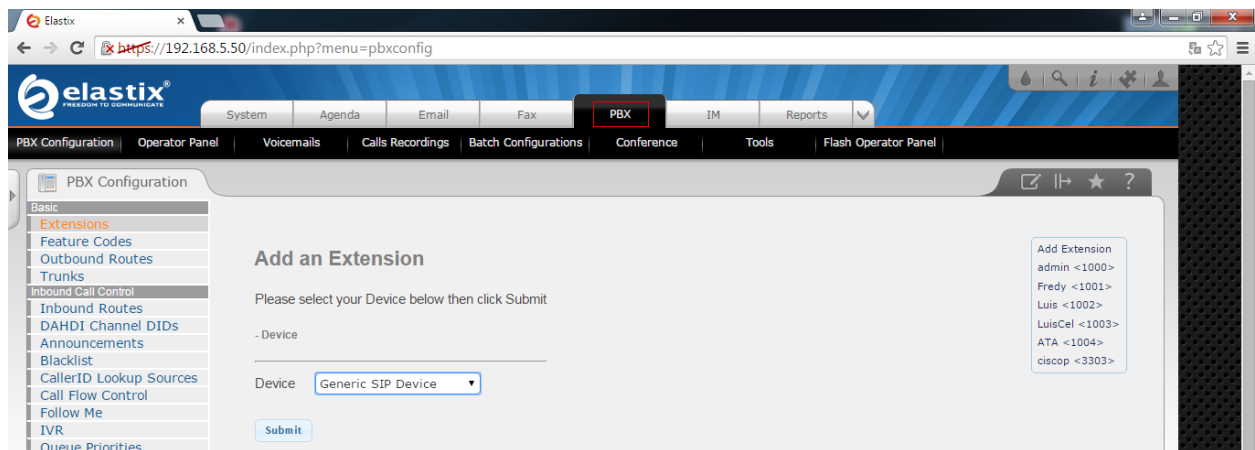 Elastix
https://192.168.5.50/index.php?menu=pbxconfig
elastix®
FREEDOM TO COMMUNICATE
System Agenda Email Fax PBX IM Reports
PBX Configuration Operator Panel Voicemails Calls Recordings Batch Configurations Conference Tools Flash Operator Panel
PBX Configuration
Basic
Extensions
Feature Codes
Outbound Routes
Trunks
Inbound Call Control
Inbound Routes
DAHDI Channel DIDs
Announcements
Blacklist
CallerID Lookup Sources
Call Flow Control
Follow Me
IVR
Queue Priorities
Add an Extension
Please select your Device below then click Submit
- Device
Device Generic SIP Device
Submit
Add Extension
admin <1000>
Fredy <1001>
Luis <1002>
LuisCel <1003>
ATA <1004>
ciscop <3303>